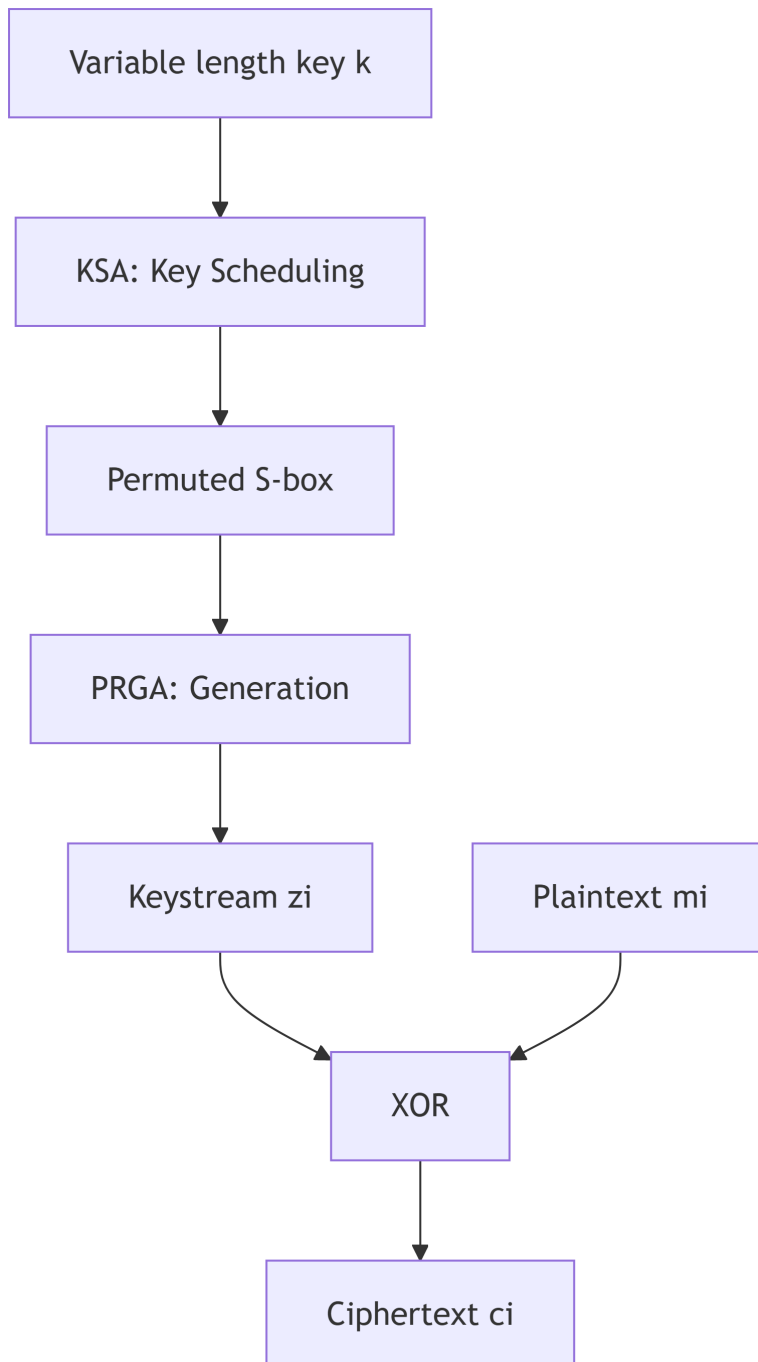 Variable length key k
KSA: Key Scheduling
Permuted S-box
PRGA: Generation
Keystream zi
Plaintext mi
XOR
Ciphertext ci